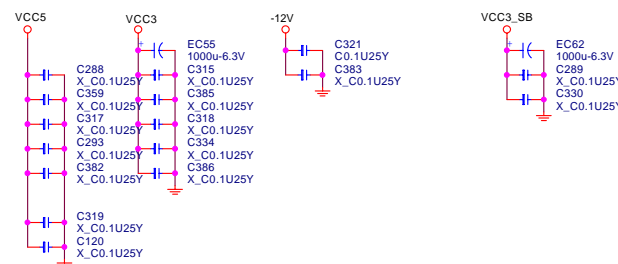 VCC5
C288
X_C0.1U25Y
C359
X_C0.1U25Y
C317
X_C0.1U25Y
C293
X_C0.1U25Y
C382
X_C0.1U25Y
C319
X_C0.1U25Y
C120
X_C0.1U25Y
VCC3
+
EC55
1000u-6.3V
C315
X_C0.1U25Y
C385
X_C0.1U25Y
C318
X_C0.1U25Y
C334
X_C0.1U25Y
C386
X_C0.1U25Y
-12V
C321
C0.1U25Y
C383
X_C0.1U25Y
VCC3_SB
+
EC62
1000u-6.3V
C289
X_C0.1U25Y
C330
X_C0.1U25Y